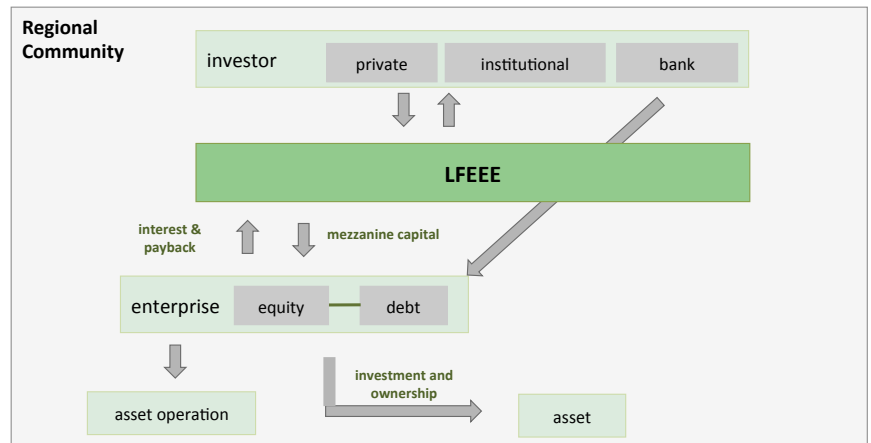 Regional
Community
investor
private
institutional
bank
LFEEE
interest &
payback
mezzanine capital
enterprise
equity
debt
investment and
ownership
asset operation
asset